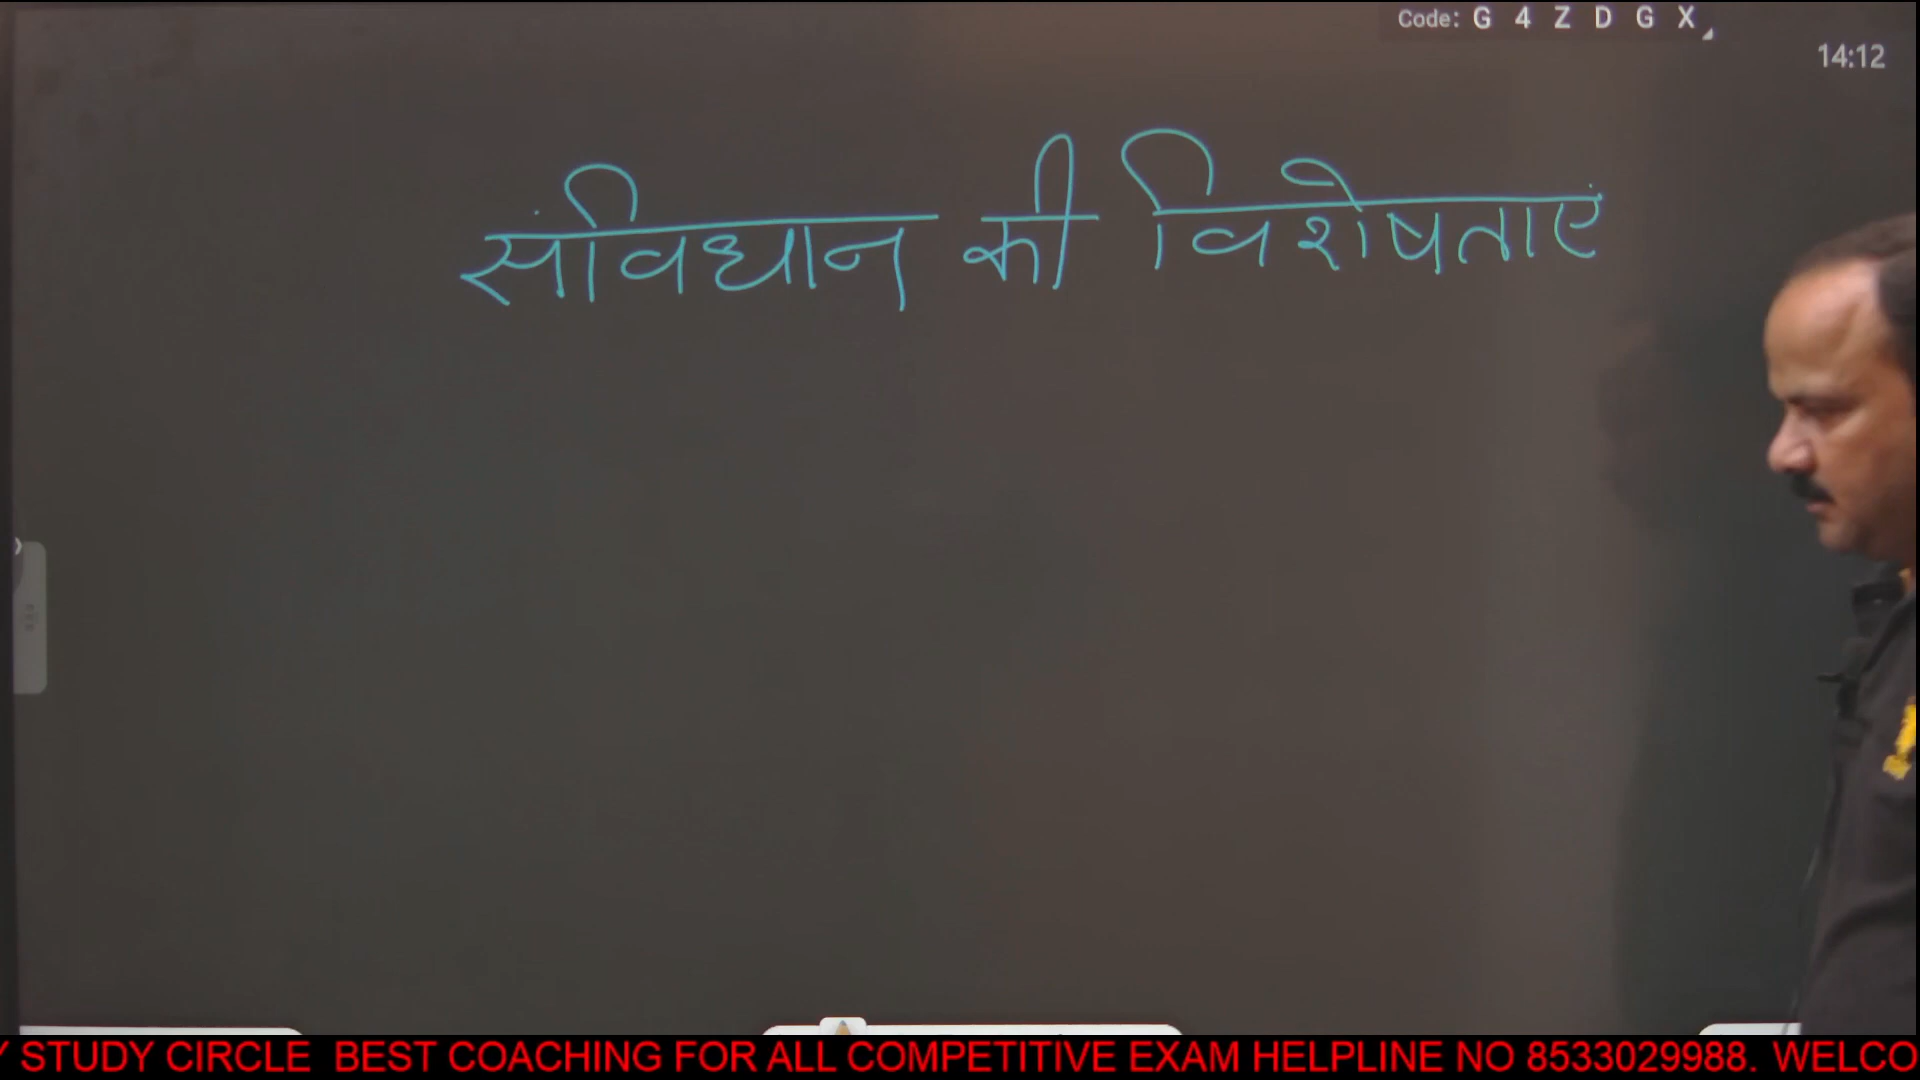 Code: G 4 Z D G X
14:12
संविधान की विशेषताएं
Y STUDY CIRCLE BEST COACHING FOR ALL COMPETITIVE EXAM HELPLINE NO 8533029988. WELCO